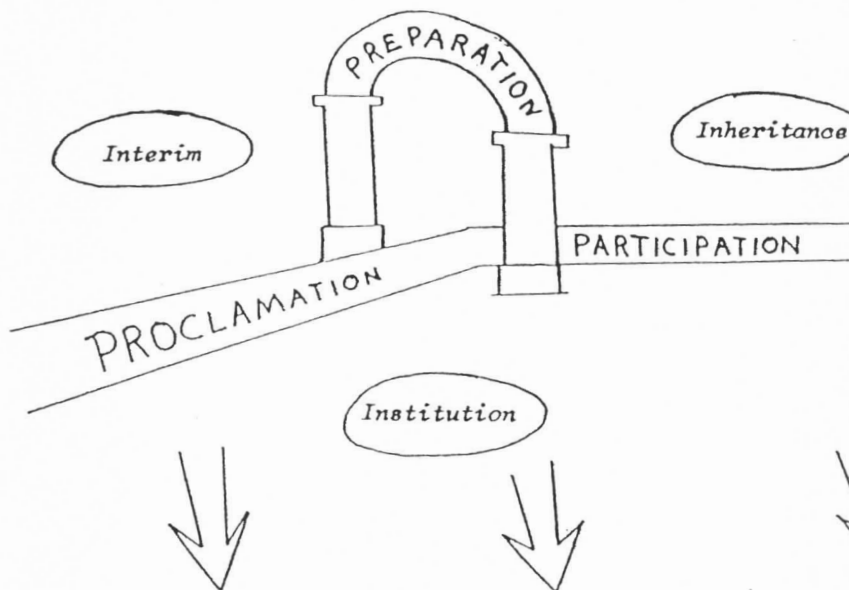 PREPARATION
Interim
Inheritance
PARTICIPATION
PROCLAMATION
Institution